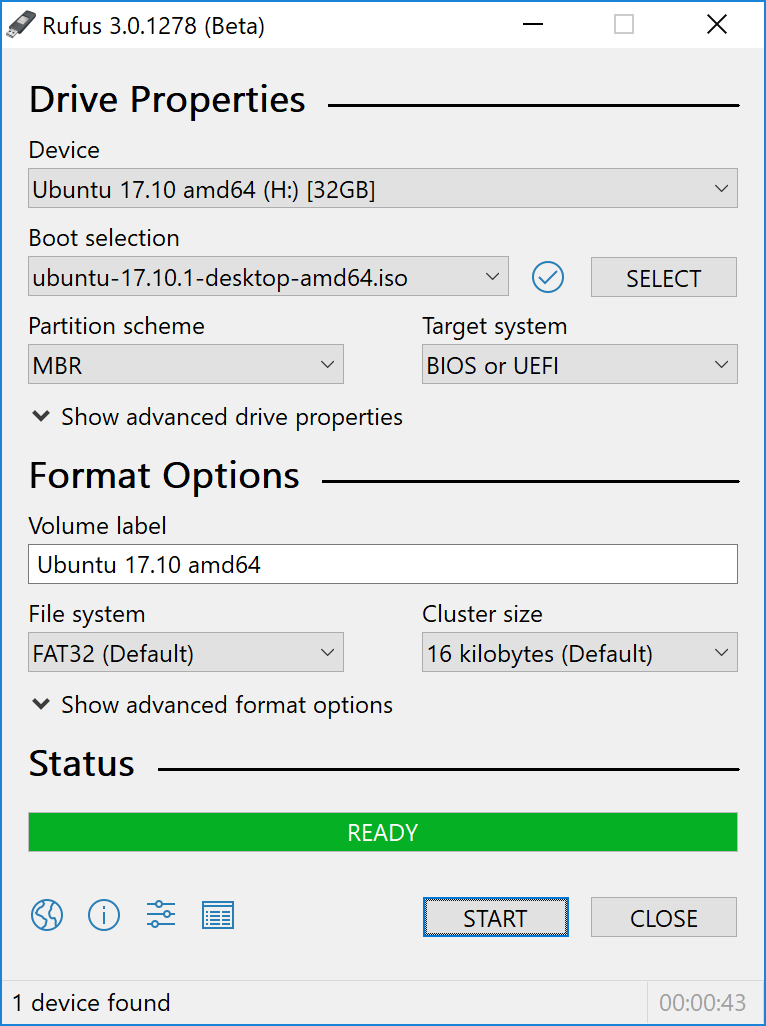 Rufus 3.0.1278 (Beta)
Drive Properties
Device
Ubuntu 17.10 amd64 (H:) [32GB]
Boot selection
ubuntu-17.10.1-desktop-amd64.iso
SELECT
Partition scheme
Target system
MBR
BIOS or UEFI
Show advanced drive properties
Format Options
Volume label
Ubuntu 17.10 amd64
File system
Cluster size
FAT32 (Default)
16 kilobytes (Default)
Show advanced format options
Status
READY
START
CLOSE
1 device found
00:00:43